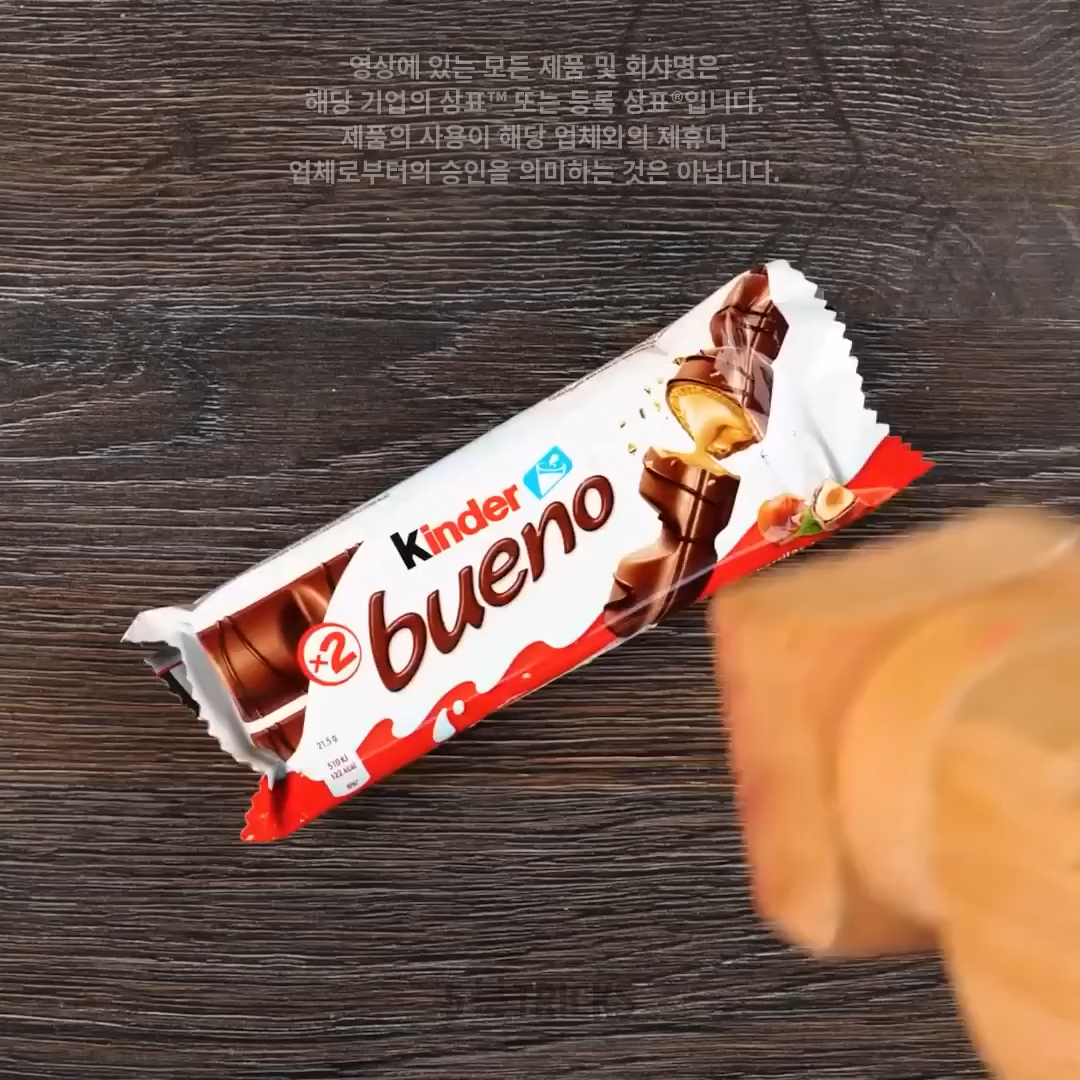 영상에 있는 모든 제품 및 회사명은
해당 기업의 상표™ 또는 등록 상표®입니다.
제품의 사용이 해당 업체와의 제휴나
업체로부터의 승인을 의미하는 것은 아닙니다.
kinder
bueno
x2
21.5 g
510 kJ
122 kcal